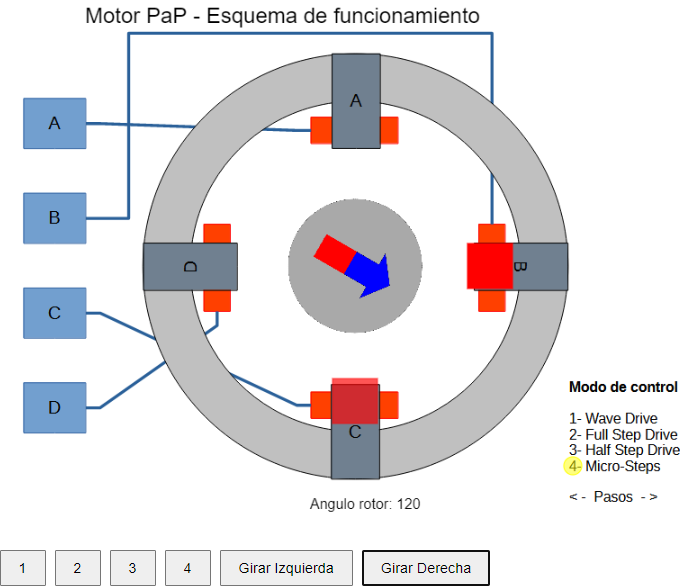 Motor PaP - Esquema de funcionamiento
A
A
B
D
B
C
C
D
Modo de control
1- Wave Drive
2- Full Step Drive
3- Half Step Drive
4- Micro-Steps
< - Pasos - >
Angulo rotor: 120
1
2
3
4
Girar Izquierda
Girar Derecha